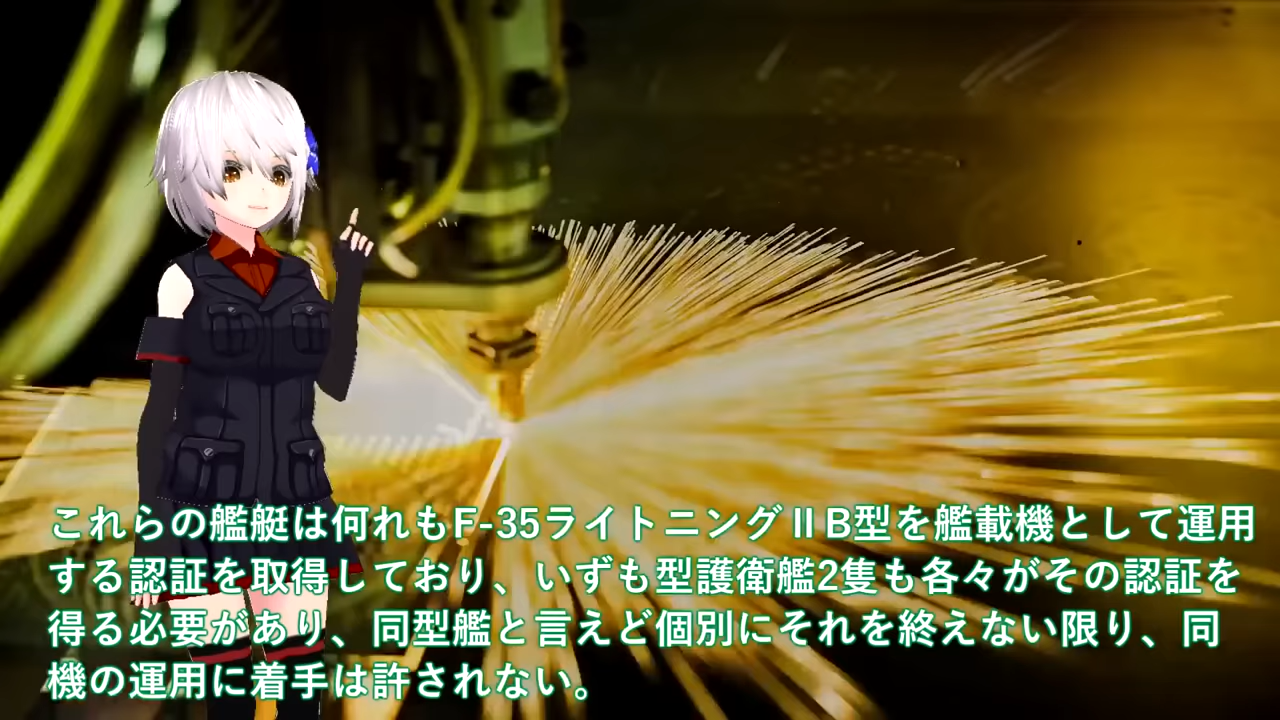 これらの艦艇は何れもF-35ライトニングⅡB型を艦載機として運用
する認証を取得しており、いずも型護衛艦2隻も各々がその認証を
得る必要があり、同型艦と言えど個別にそれを終えない限り、同
機の運用に着手は許されない。